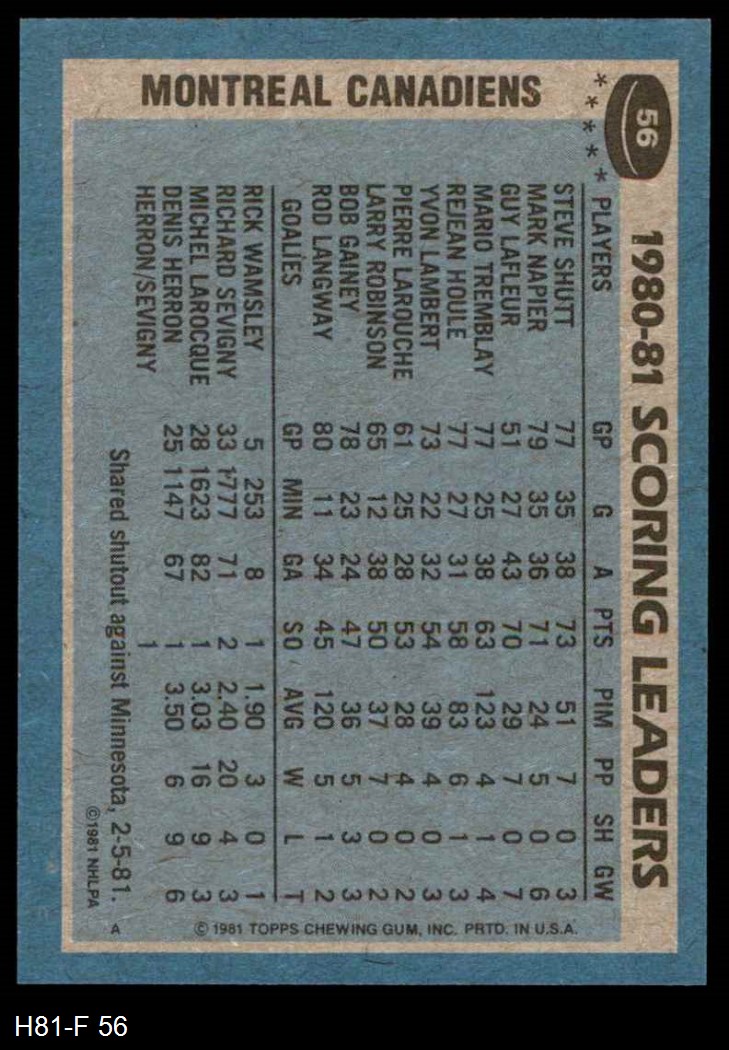 56
1980-81 SCORING LEADERS
MONTREAL CANADIENS
PLAYERS GP G A PTS PIM PP SH GW
STEVE SHUTT 77 35 38 73 51 7 0 3
MARK NAPIER 79 35 36 71 24 5 0 6
GUY LAFLEUR 51 27 43 70 29 7 0 7
MARIO TREMBLAY 77 25 38 63 123 4 1 4
REJEAN HOULE 77 27 31 58 83 6 1 3
YVON LAMBERT 73 22 32 54 39 4 0 3
PIERRE LAROUCHE 61 25 28 53 28 4 0 2
LARRY ROBINSON 65 12 38 50 37 7 0 2
BOB GAINEY 78 23 24 47 36 5 3 3
ROD LANGWAY 80 11 34 45 120 5 1 2
GOALIES GP MIN GA SO AVG W L T
RICK WAMSLEY 5 253 8 1 1.90 3 0 1
RICHARD SEVIGNY 33 1777 71 2 2.40 20 4 3
MICHEL LAROCQUE 28 1623 82 1 3.03 16 9 3
DENIS HERRON 25 1147 67 1 3.50 6 9 6
HERRON/SEVIGNY 1
Shared shutout against Minnesota, 2-5-81.
©1981 NHLPA
A
© 1981 TOPPS CHEWING GUM, INC. PRTD. IN U.S.A.
H81-F 56